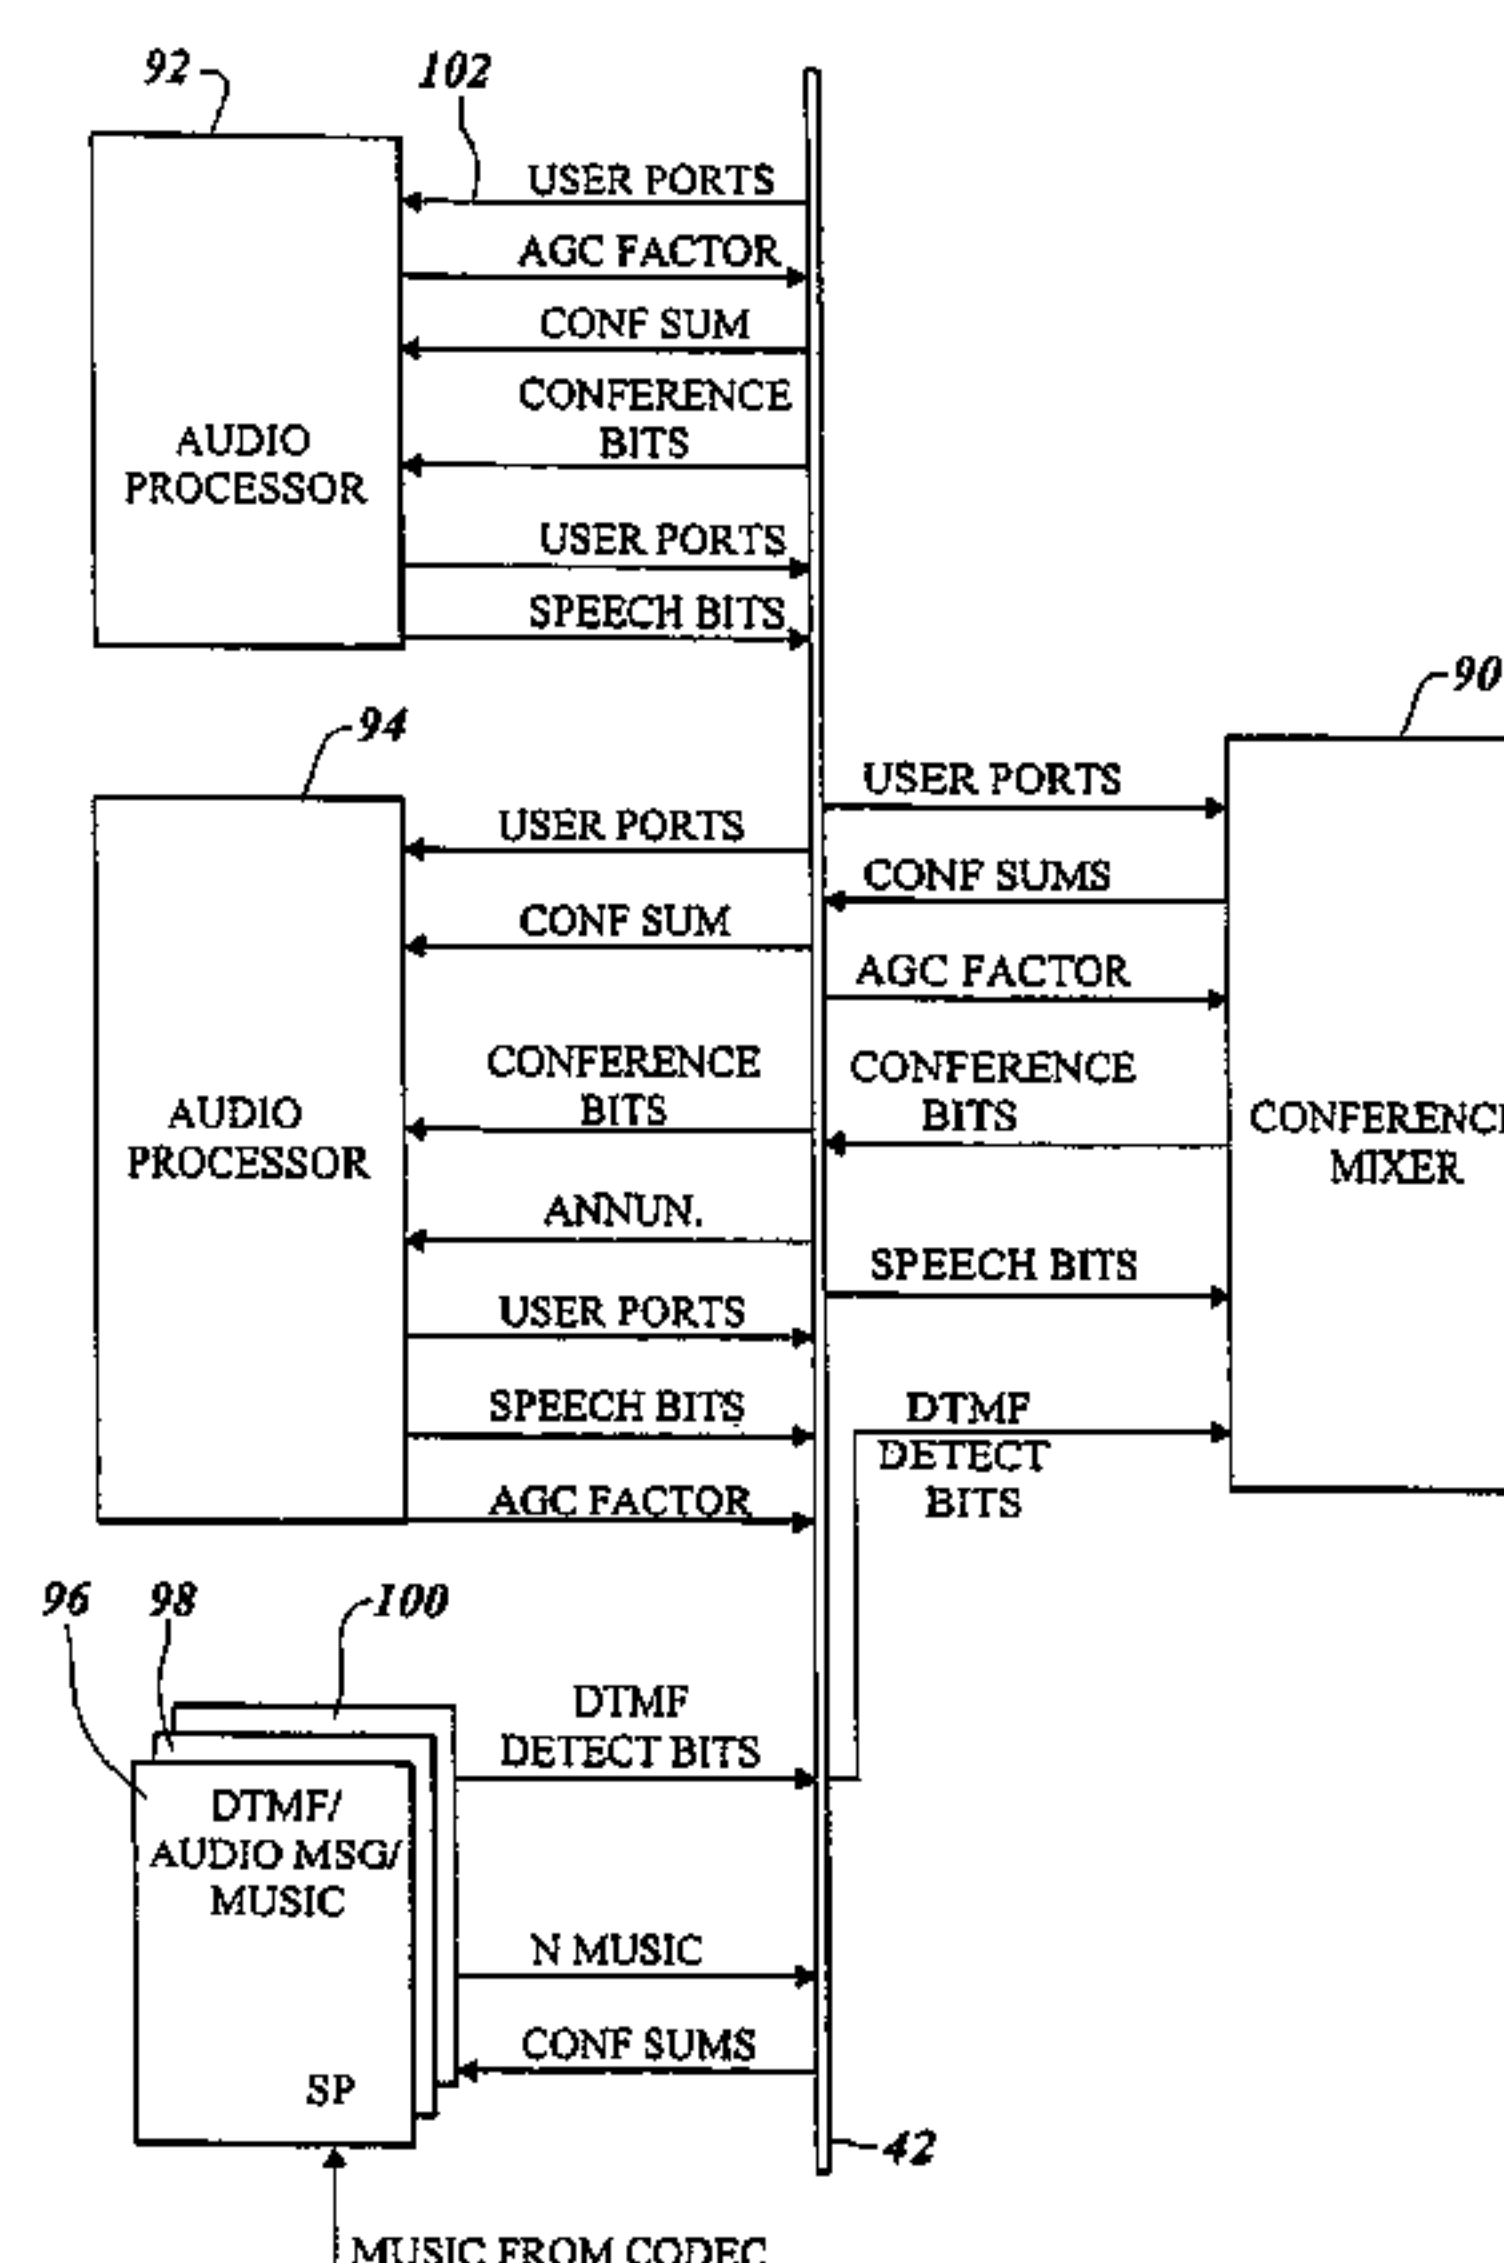 92
102
USER PORTS
AGC FACTOR
CONF SUM
CONFERENCE
BITS
AUDIO
PROCESSOR
USER PORTS
SPEECH BITS
90
94
USER PORTS
USER PORTS
CONF SUMS
CONF SUM
AGC FACTOR
CONFERENCE
BITS
CONFERENCE
BITS
AUDIO
PROCESSOR
CONFERENCE
MIXER
ANNUN.
SPEECH BITS
USER PORTS
SPEECH BITS
DTMF
DETECT
BITS
AGC FACTOR
96
98
100
DTMF
DETECT BITS
DTMF/
AUDIO MSG/
MUSIC
N MUSIC
CONF SUMS
SP
42
MUSIC FROM CODEC